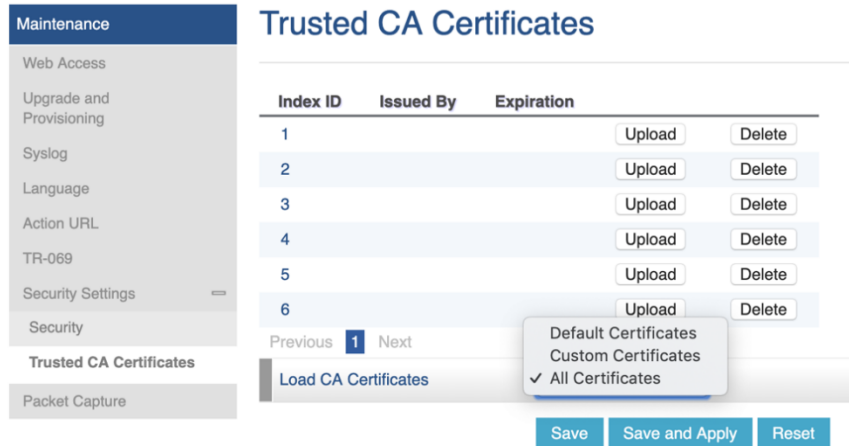 Maintenance
Web Access
Upgrade and
Provisioning
Syslog
Language
Action URL
TR-069
Security Settings
Security
Trusted CA Certificates
Packet Capture
Trusted CA Certificates
Index ID Issued By Expiration
1 Upload Delete
2 Upload Delete
3 Upload Delete
4 Upload Delete
5 Upload Delete
6 Upload Delete
Previous 1 Next
Load CA Certificates
Default Certificates
Custom Certificates
✓ All Certificates
Save Save and Apply Reset